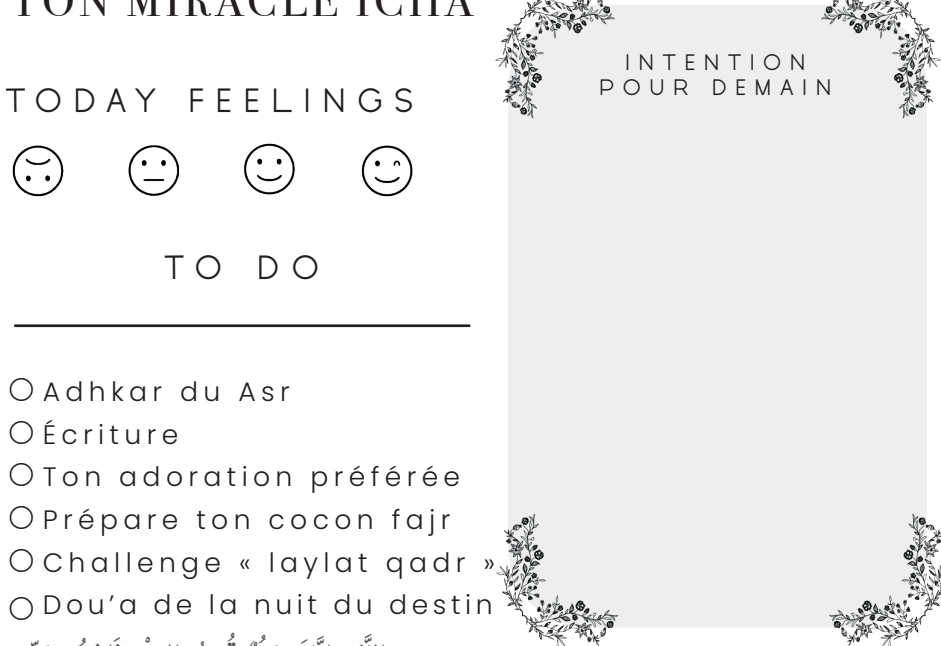 TON MIRACLE ICHA
TODAY FEELINGS
TO DO
Adhkar du Asr
Écriture
Ton adoration préférée
Prépare ton cocon fajr
Challenge « laylat qadr »
Dou’a de la nuit du destin
INTENTION
POUR DEMAIN